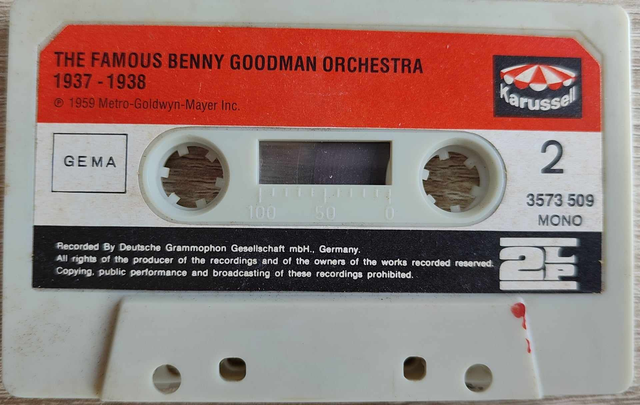 THE FAMOUS BENNY GOODMAN ORCHESTRA
1937 - 1938
℗ 1959 Metro-Goldwyn-Mayer Inc.
Karussell
GEMA
2
100 50 0
3573 509
MONO
Recorded By Deutsche Grammophon Gesellschaft mbH., Germany.
All rights of the producer of the recordings and of the owners of the works recorded reserved.
Copying, public performance and broadcasting of these recordings prohibited.
2LP